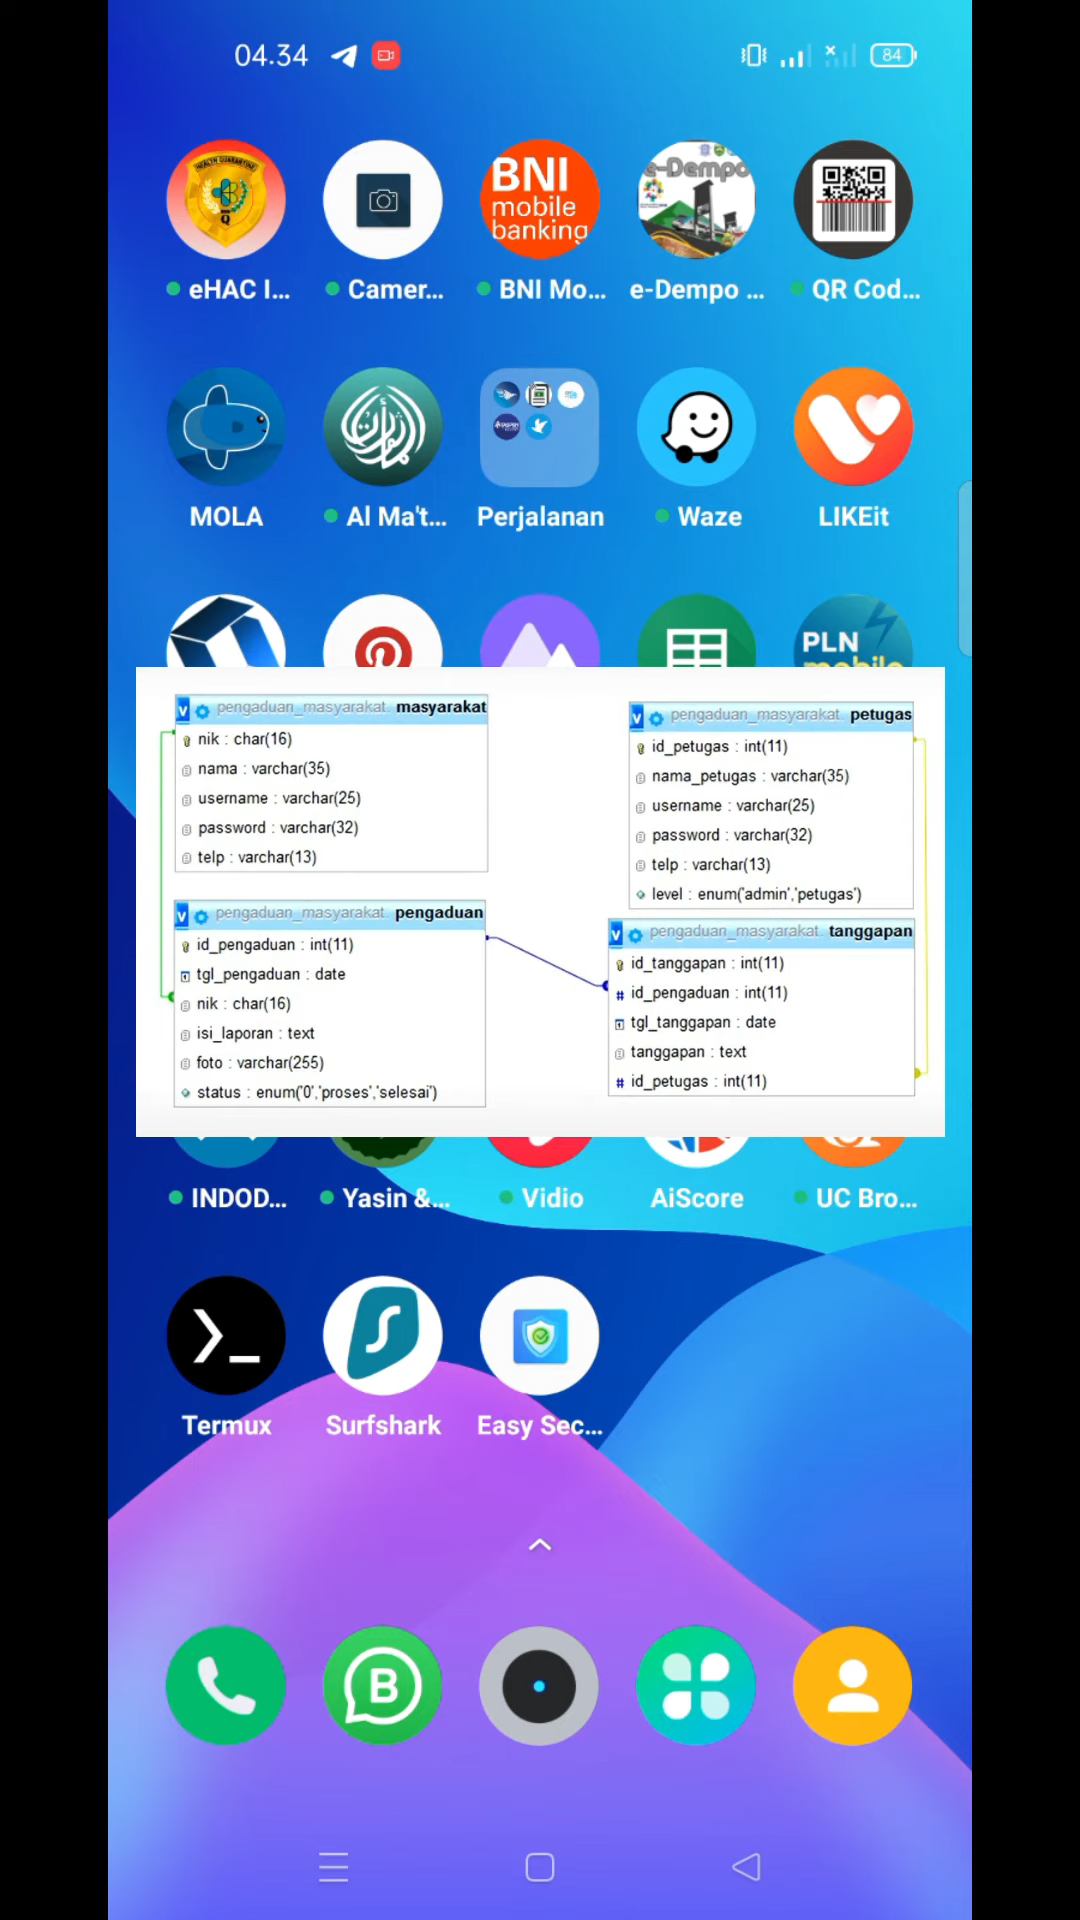 04.34
84
HEALTH QUARANTINE
Q
BNI
mobile
banking
e-Dempo
eHAC I...
Camer...
BNI Mo...
e-Dempo ...
QR Cod...
MOLA
Al Ma't...
Perjalanan
Waze
LIKEit
PLN
mobile
pengaduan_masyarakat masyarakat
nik : char(16)
nama : varchar(35)
username : varchar(25)
password : varchar(32)
telp : varchar(13)
pengaduan_masyarakat petugas
id_petugas : int(11)
nama_petugas : varchar(35)
username : varchar(25)
password : varchar(32)
telp : varchar(13)
level : enum('admin','petugas')
pengaduan_masyarakat pengaduan
id_pengaduan : int(11)
tgl_pengaduan : date
nik : char(16)
isi_laporan : text
foto : varchar(255)
status : enum('0','proses','selesai')
pengaduan_masyarakat tanggapan
id_tanggapan : int(11)
# id_pengaduan : int(11)
tgl_tanggapan : date
tanggapan : text
# id_petugas : int(11)
INDOD...
Yasin &...
Vidio
AiScore
UC Bro...
Termux
Surfshark
Easy Sec...
B